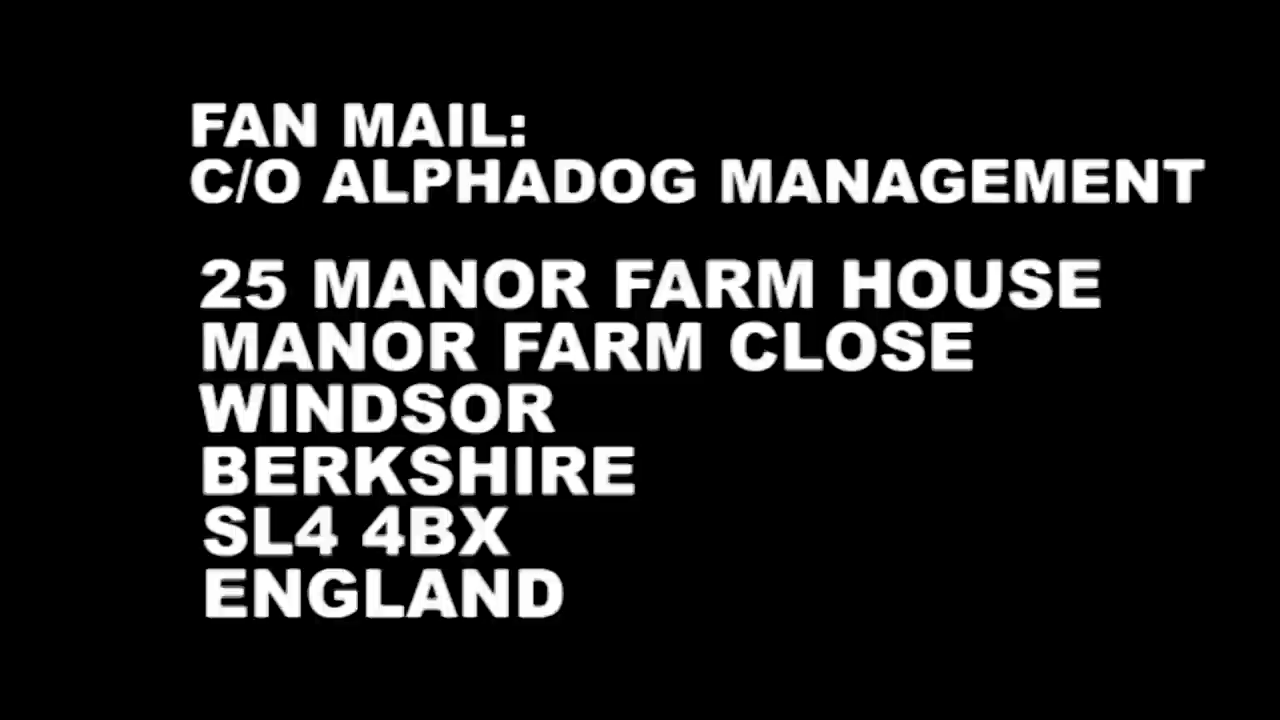 FAN MAIL:
C/O ALPHADOG MANAGEMENT
25 MANOR FARM HOUSE
MANOR FARM CLOSE
WINDSOR
BERKSHIRE
SL4 4BX
ENGLAND